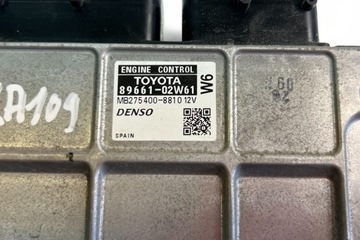 ENGINE CONTROL
TOYOTA
89661-02W61
W6
MB275400-8810 12V
DENSO
SPAIN